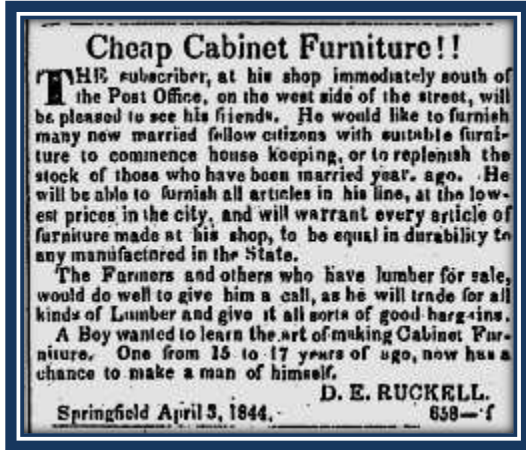 Cheap Cabinet Furniture!!
THE subscriber, at his shop immediately south of
the Post Office, on the west side of the street, will
be pleased to see his friends. He would like to furnish
many new married fellow citizens with suitable furni-
ture to commence house keeping, or to replenish the
stock of those who have been married year. ago. He
will be able to furnish all articles in his line, at the low-
est prices in the city, and will warrant every article of
furniture made at his shop, to be equal in durability to
any manufactured in the State.
The Farmers and others who have lumber for sale,
would do well to give him a call, as he will trade for all
kinds of Lumber and give it all sorts of good bargains.
A Boy wanted to learn the art of making Cabinet Fur-
niture. One from 15 to 17 years of age, now has a
chance to make a man of himself.
D. E. RUCKELL.
Springfield April 3, 1844. 658—